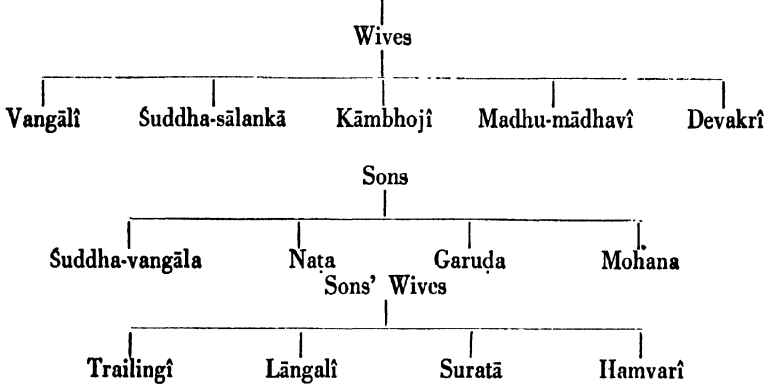 Wives
Vangālî Śuddha-sālankā Kāmbhojî Madhu-mādhavî Devakrî
Sons
Śuddha-vangāla Naṭa Garuḍa Mohana
Sons' Wives
Trailingî Lāngalî Suratā Hamvarî